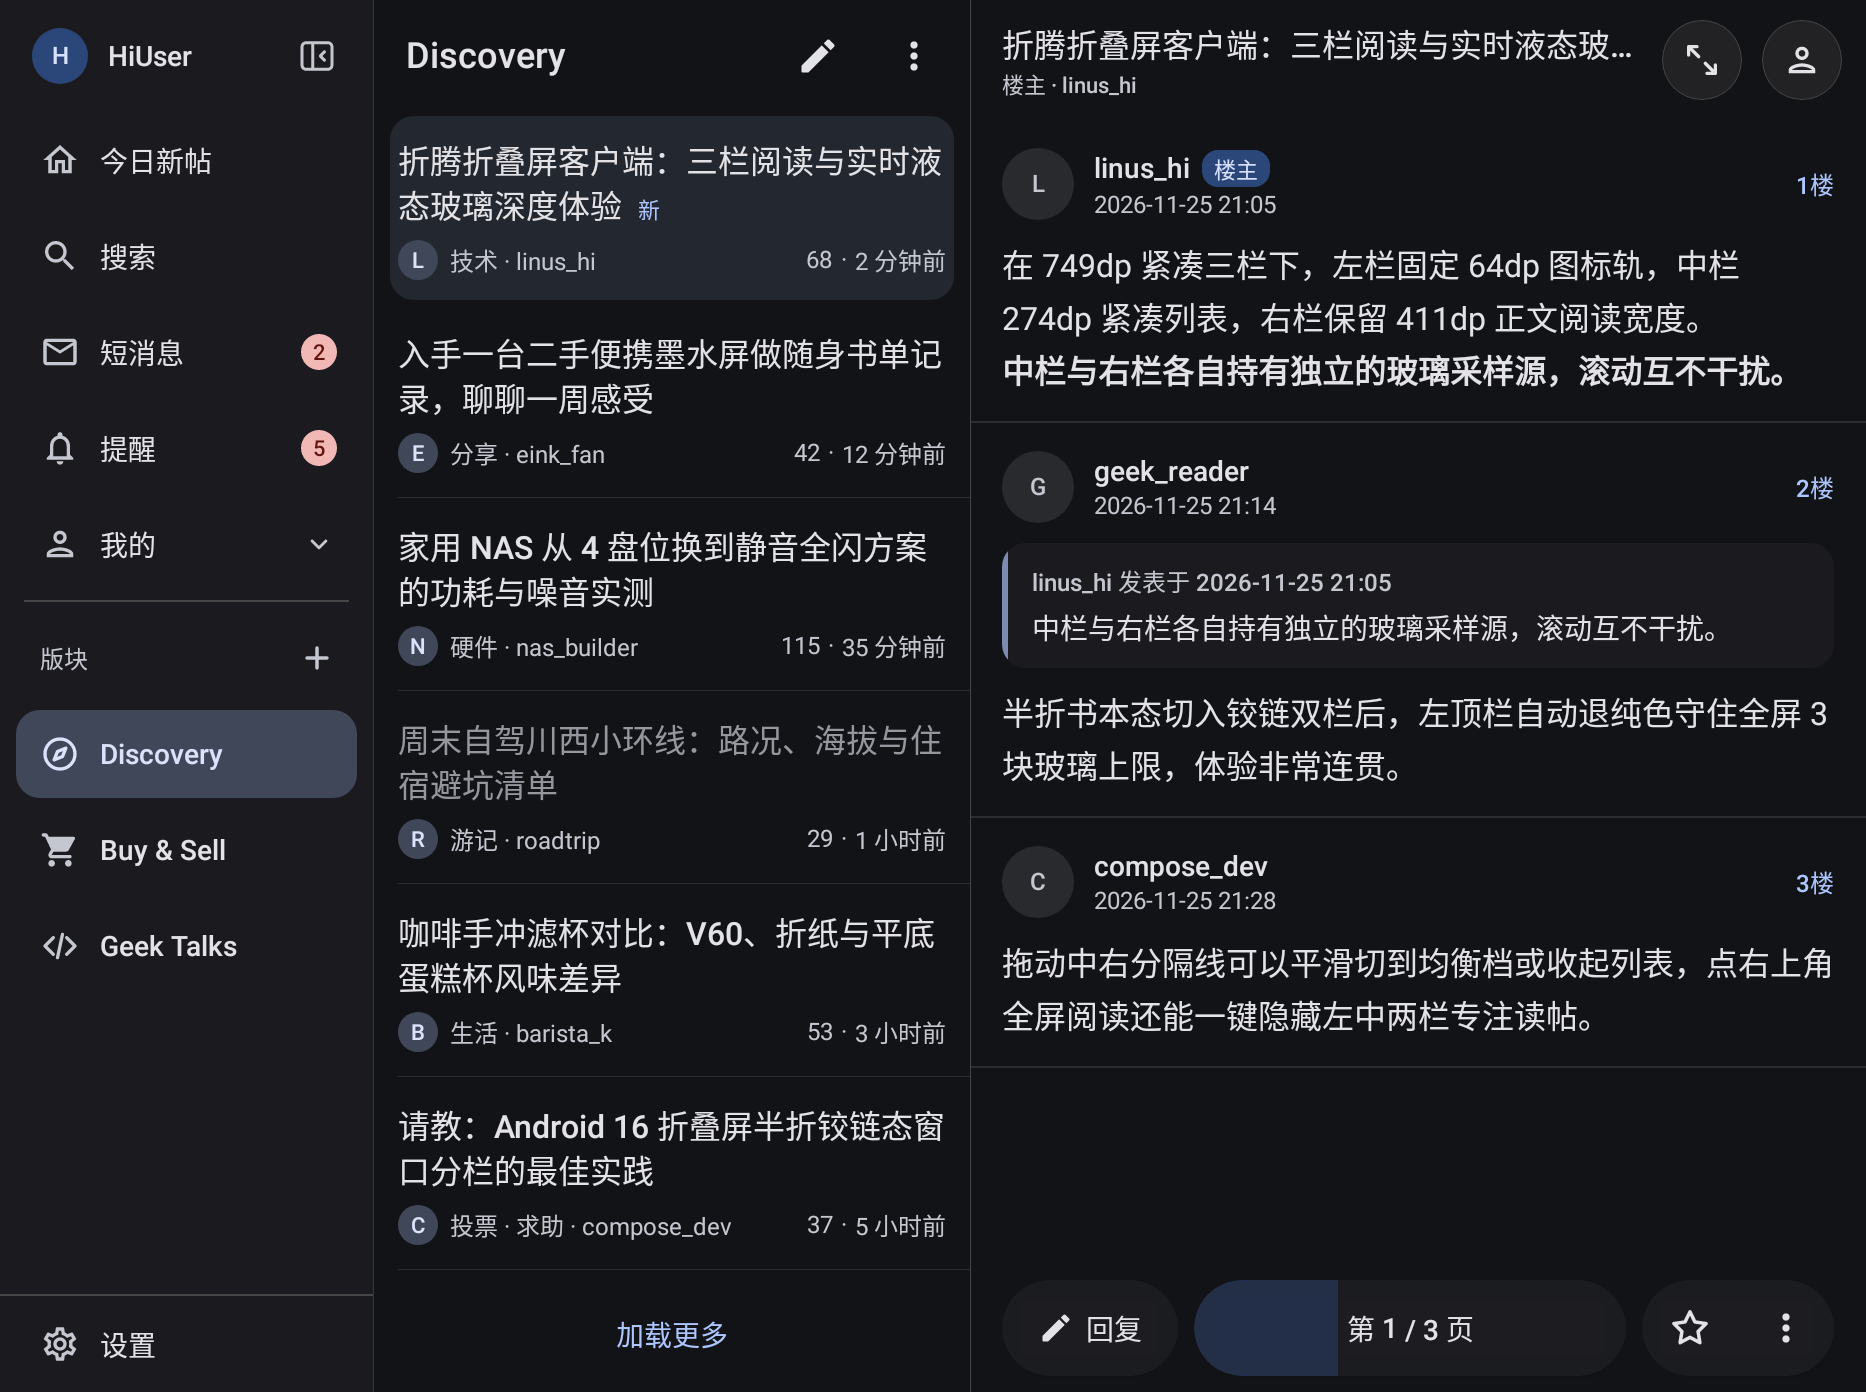 H HiUser
今日新帖
搜索
短消息 2
提醒 5
我的
版块
Discovery
Buy & Sell
Geek Talks
设置
Discovery
折腾折叠屏客户端：三栏阅读与实时液
态玻璃深度体验 新
L 技术 · linus_hi 68 · 2 分钟前
入手一台二手便携墨水屏做随身书单记
录，聊聊一周感受
E 分享 · eink_fan 42 · 12 分钟前
家用 NAS 从 4 盘位换到静音全闪方案
的功耗与噪音实测
N 硬件 · nas_builder 115 · 35 分钟前
周末自驾川西小环线：路况、海拔与住
宿避坑清单
R 游记 · roadtrip 29 · 1 小时前
咖啡手冲滤杯对比：V60、折纸与平底
蛋糕杯风味差异
B 生活 · barista_k 53 · 3 小时前
请教：Android 16 折叠屏半折铰链态窗
口分栏的最佳实践
C 投票 · 求助 · compose_dev 37 · 5 小时前
加载更多
折腾折叠屏客户端：三栏阅读与实时液态玻...
楼主 · linus_hi
L linus_hi 楼主 1楼
2026-11-25 21:05
在 749dp 紧凑三栏下，左栏固定 64dp 图标轨，中栏
274dp 紧凑列表，右栏保留 411dp 正文阅读宽度。
中栏与右栏各自持有独立的玻璃采样源，滚动互不干扰。
G geek_reader 2楼
2026-11-25 21:14
linus_hi 发表于 2026-11-25 21:05
中栏与右栏各自持有独立的玻璃采样源，滚动互不干扰。
半折书本态切入铰链双栏后，左顶栏自动退纯色守住全屏 3
块玻璃上限，体验非常连贯。
C compose_dev 3楼
2026-11-25 21:28
拖动中右分隔线可以平滑切到均衡档或收起列表，点右上角
全屏阅读还能一键隐藏左中两栏专注读帖。
回复 第 1 / 3 页